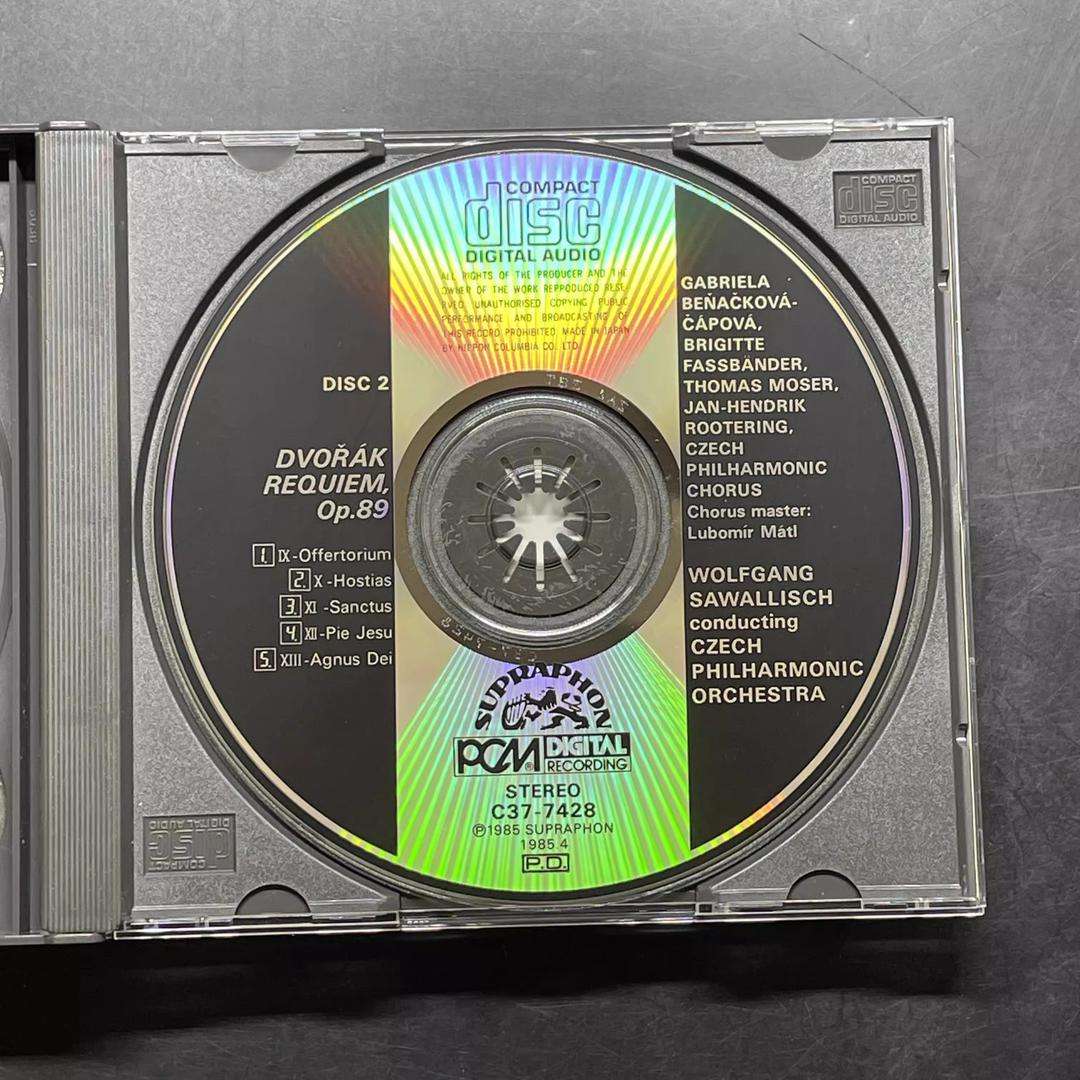 COMPACT
disc
DIGITAL AUDIO
ALL RIGHTS OF THE PRODUCER AND THE
OWNER OF THE WORK REPPODUCED RESE-
RVED UNAUTHORISED COPYING PUBLIC
PERFORMANCE AND BROADCASTING OF
THIS RECORD PROHIBITED MADE IN JAPAN
BY NIPPON COLUMBIA CO. LTD
DISC 2
DVOŘÁK
REQUIEM,
Op.89
1. IX-Offertorium
2. X-Hostias
3. XI-Sanctus
4. XII-Pie Jesu
5. XIII-Agnus Dei
GABRIELA
BEŇAČKOVÁ-
ČÁPOVÁ,
BRIGITTE
FASSBÄNDER,
THOMAS MOSER,
JAN-HENDRIK
ROOTERING,
CZECH
PHILHARMONIC
CHORUS
Chorus master:
Lubomír Mátl
WOLFGANG
SAWALLISCH
conducting
CZECH
PHILHARMONIC
ORCHESTRA
SUPRAPHON
PCM® DIGITAL
RECORDING
STEREO
C37-7428
℗1985 SUPRAPHON
1985.4
P.D.
COMPACT
disc
DIGITAL AUDIO
COMPACT
disc
DIGITAL AUDIO